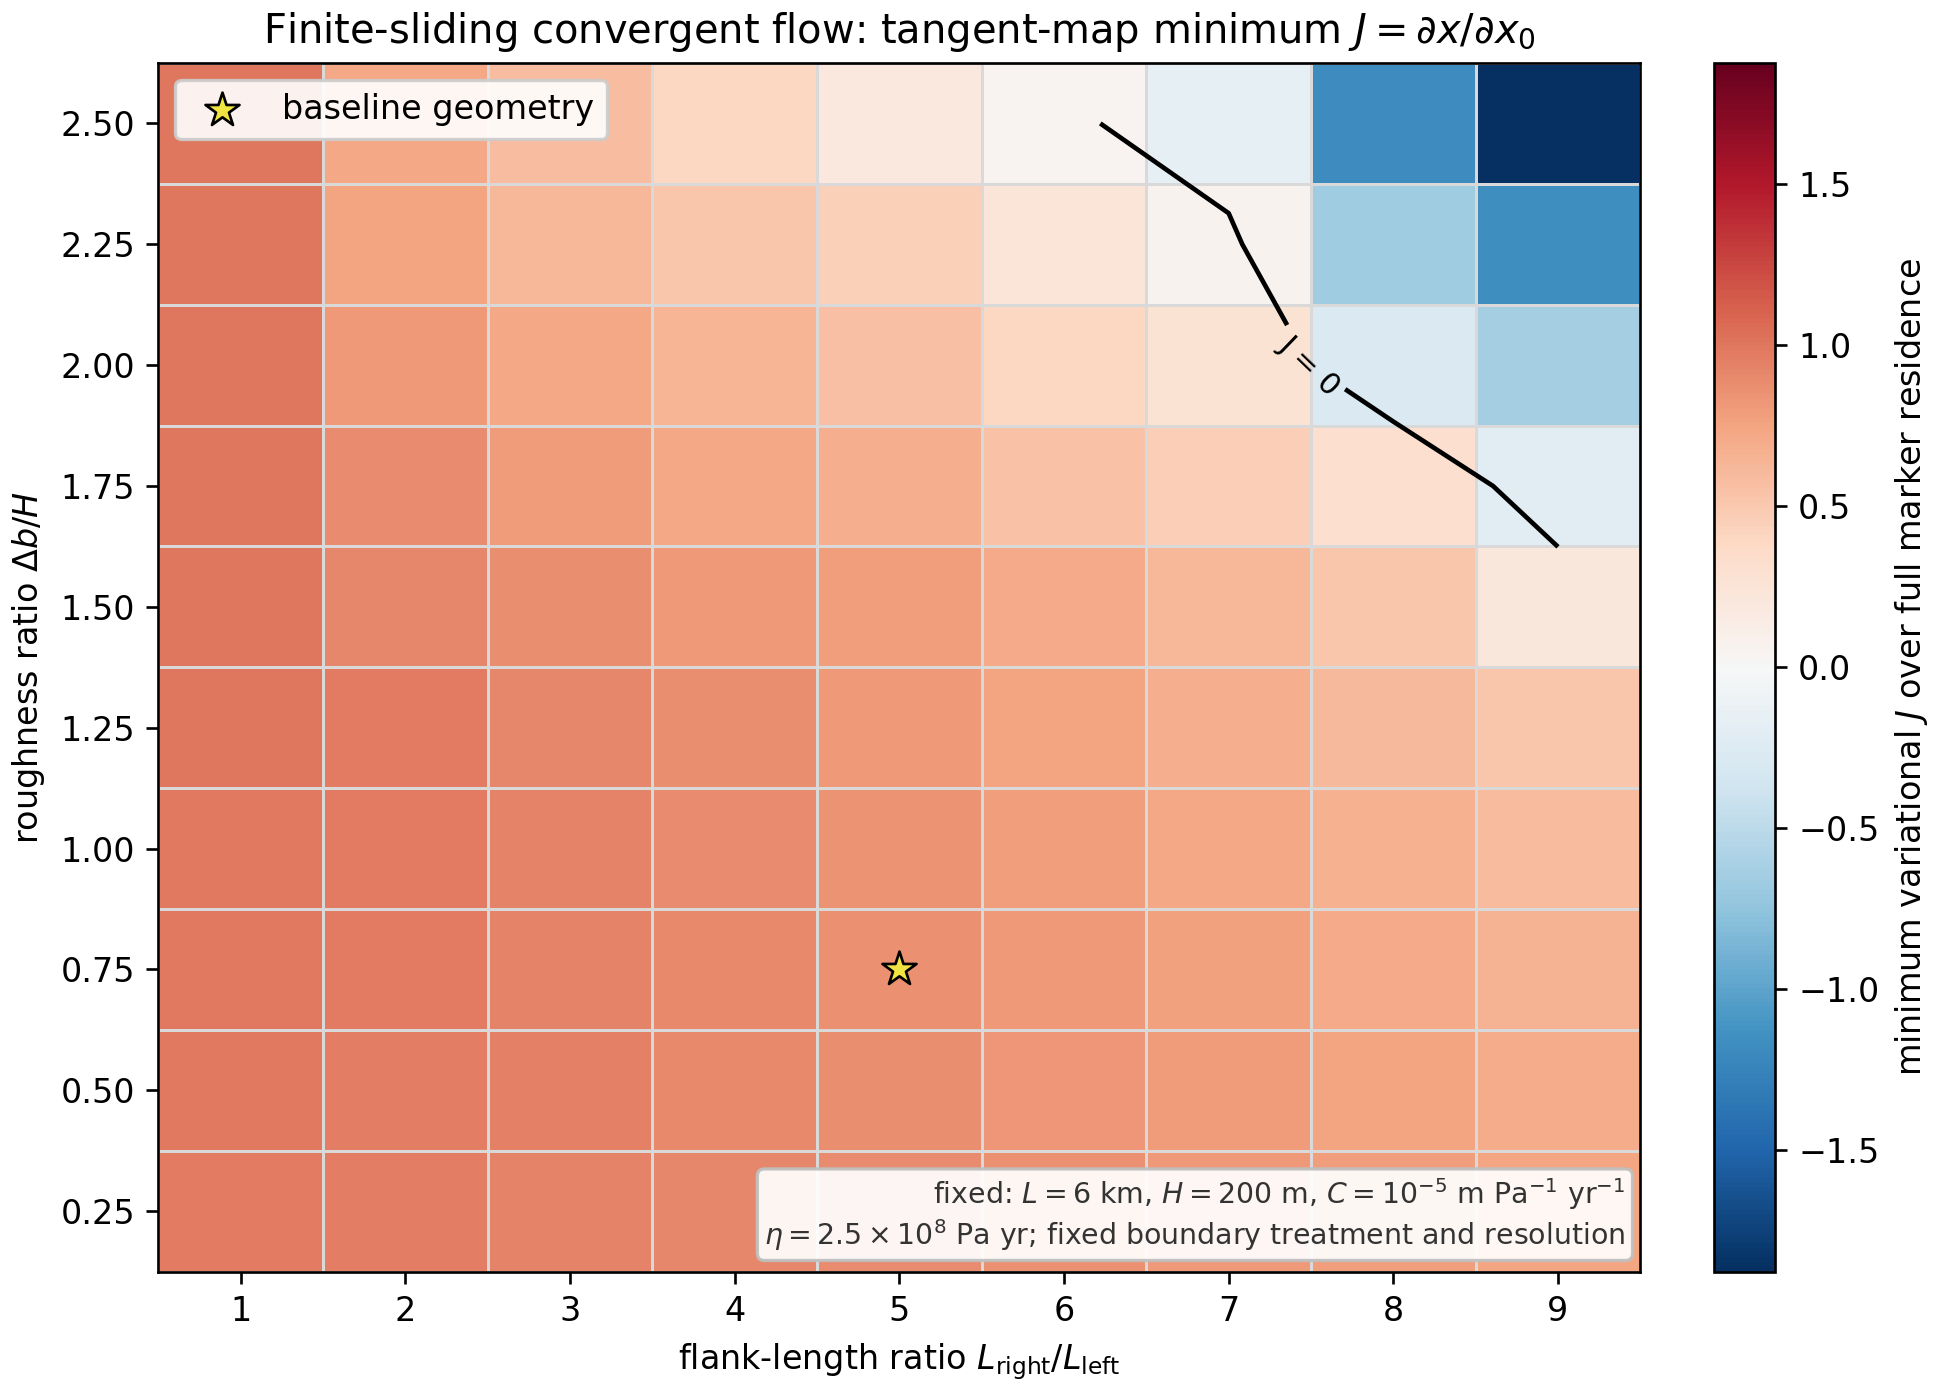 Finite-sliding convergent flow: tangent-map minimum J = ∂x/∂x₀
baseline geometry
2.50
2.25
2.00
1.75
1.50
1.25
1.00
0.75
0.50
0.25
roughness ratio Δb/H
J = 0
fixed: L = 6 km, H = 200 m, C = 10⁻⁵ m Pa⁻¹ yr⁻¹
η = 2.5 × 10⁸ Pa yr; fixed boundary treatment and resolution
1 2 3 4 5 6 7 8 9
flank-length ratio L_right/L_left
1.5
1.0
0.5
0.0
−0.5
−1.0
−1.5
minimum variational J over full marker residence